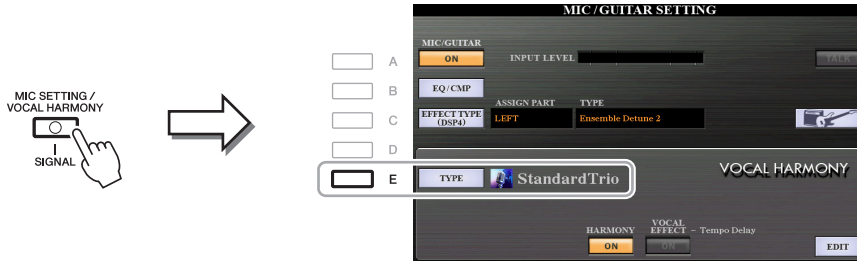 MIC / GUITAR SETTING
MIC/GUITAR
ON
INPUT LEVEL
TALK
A
B
EQ/CMP
ASSIGN PART
TYPE
C
EFFECT TYPE
(DSP4)
LEFT
Ensemble Detune 2
D
MIC SETTING /
VOCAL HARMONY
SIGNAL
E
TYPE
StandardTrio
VOCAL HARMONY
HARMONY
ON
VOCAL
EFFECT
ON
– Tempo Delay
EDIT